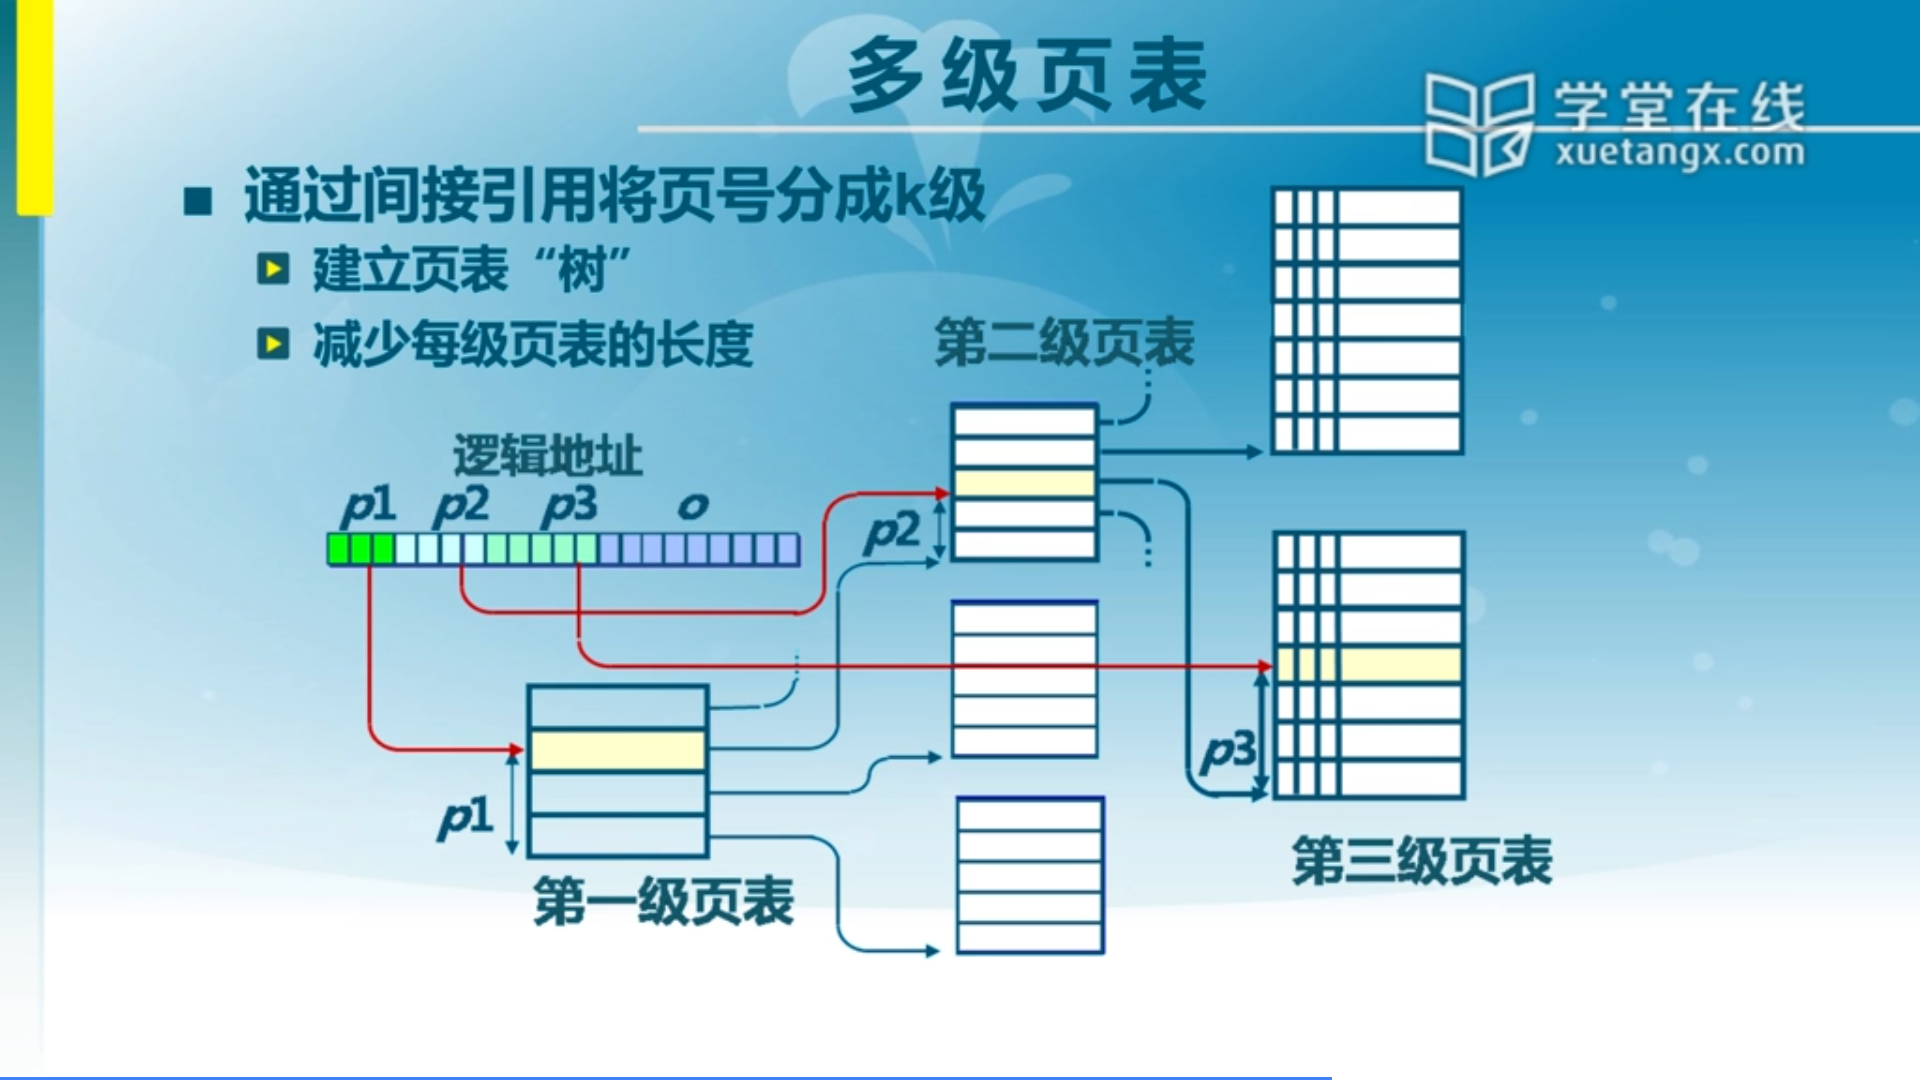 多级页表
学堂在线
xuetangx.com
通过间接引用将页号分成k级
建立页表“树”
减少每级页表的长度
第二级页表
逻辑地址
p1 p2 p3 o
p2
p3
p1
第三级页表
第一级页表